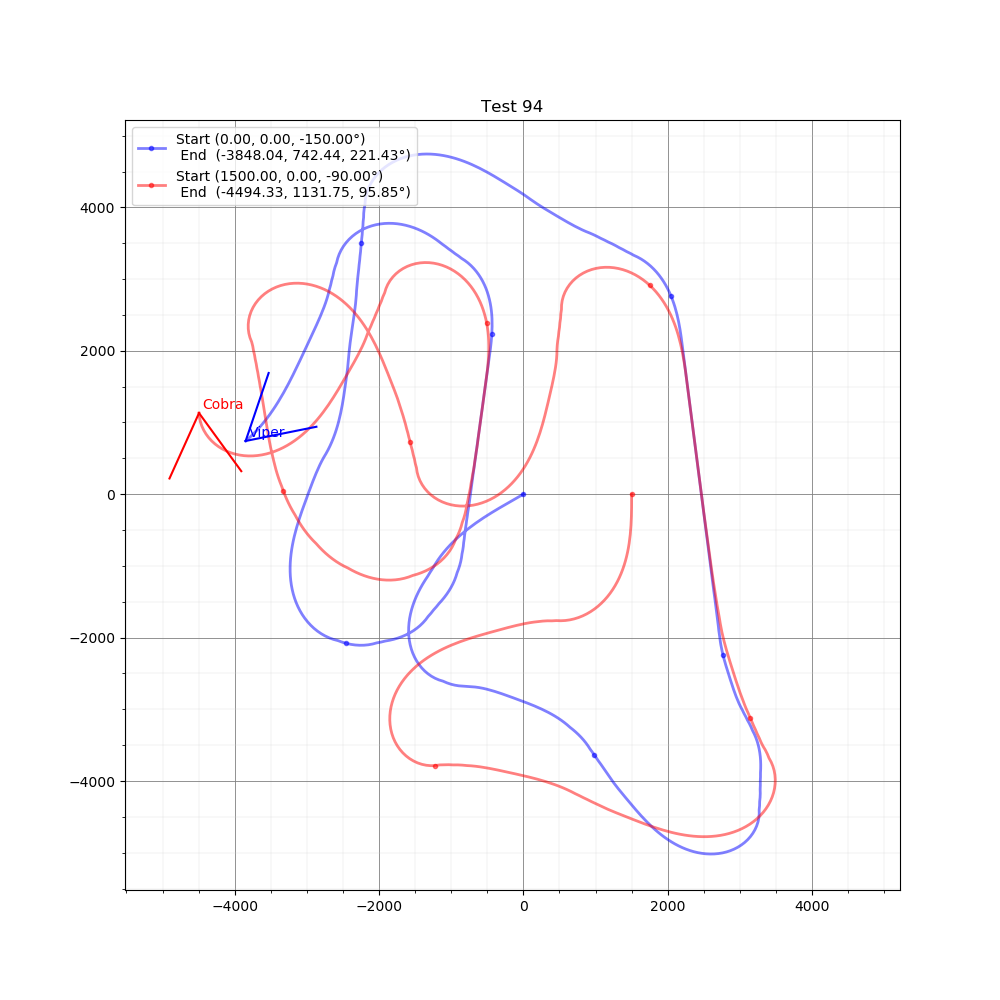 Test 94
Start (0.00, 0.00, -150.00°)
End (-3848.04, 742.44, 221.43°)
Start (1500.00, 0.00, -90.00°)
End (-4494.33, 1131.75, 95.85°)
4000
2000
0
−2000
−4000
Cobra
Viper
−4000 −2000 0 2000 4000